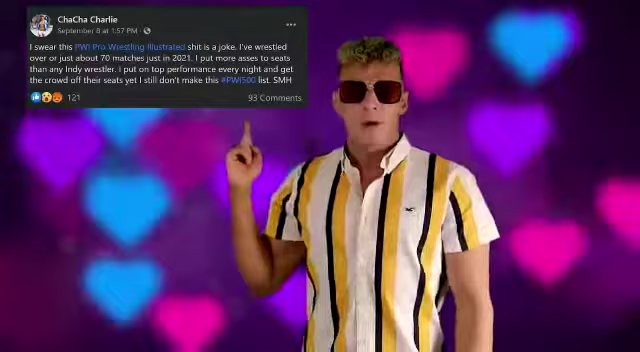 ChaCha Charlie
September 8 at 1:57 PM ·
I swear this PWI Pro Wrestling Illustrated shit is a joke. I've wrestled
over or just about 70 matches just in 2021. I put more asses to seats
than any Indy wrestler. I put on top performance every night and get
the crowd off their seats yet I still don't make this #PWI500 list. SMH
121
93 Comments